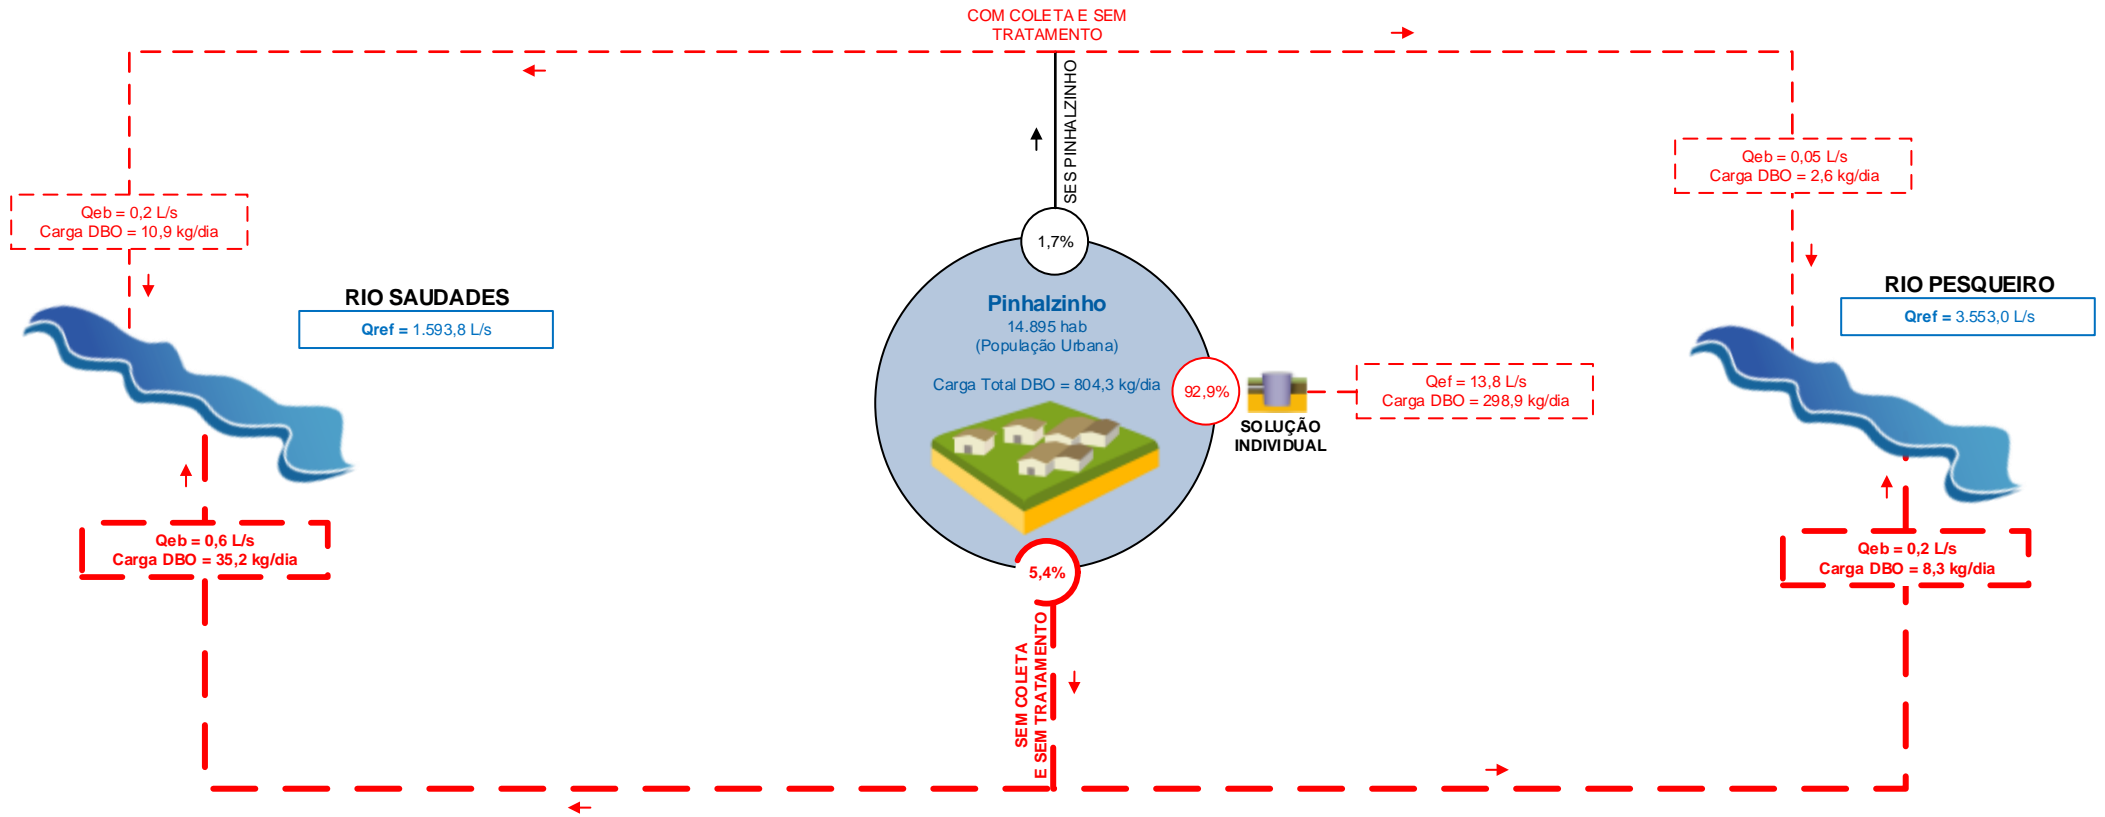 COM COLETA E SEM
TRATAMENTO
SES PINHALZINHO
Qeb = 0,05 L/s
Carga DBO = 2,6 kg/dia
Qeb = 0,2 L/s
Carga DBO = 10,9 kg/dia
1,7%
RIO SAUDADES
Qref = 1.593,8 L/s
Pinhalzinho
14.895 hab
(População Urbana)
Carga Total DBO = 804,3 kg/dia
RIO PESQUEIRO
Qref = 3.553,0 L/s
92,9%
SOLUÇÃO
INDIVIDUAL
Qef = 13,8 L/s
Carga DBO = 298,9 kg/dia
Qeb = 0,6 L/s
Carga DBO = 35,2 kg/dia
5,4%
Qeb = 0,2 L/s
Carga DBO = 8,3 kg/dia
SEM COLETA
E SEM TRATAMENTO